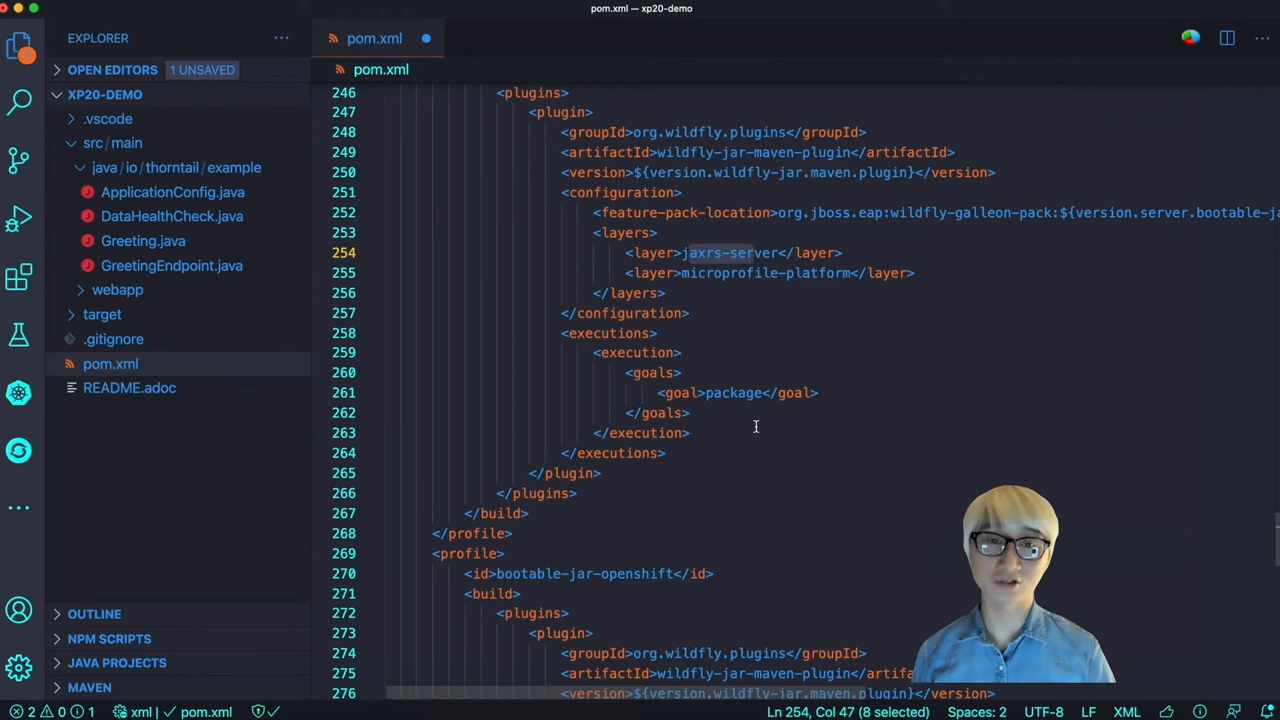 pom.xml — xp20-demo
EXPLORER
OPEN EDITORS 1 UNSAVED
XP20-DEMO
.vscode
src/main
java/io/thorntail/example
ApplicationConfig.java
DataHealthCheck.java
Greeting.java
GreetingEndpoint.java
webapp
target
.gitignore
pom.xml
README.adoc
OUTLINE
NPM SCRIPTS
JAVA PROJECTS
MAVEN
pom.xml
pom.xml
246 <plugins>
247 <plugin>
248 <groupId>org.wildfly.plugins</groupId>
249 <artifactId>wildfly-jar-maven-plugin</artifactId>
250 <version>${version.wildfly-jar.maven.plugin}</version>
251 <configuration>
252 <feature-pack-location>org.jboss.eap:wildfly-galleon-pack:${version.server.bootable-ja
253 <layers>
254 <layer>jaxrs-server</layer>
255 <layer>microprofile-platform</layer>
256 </layers>
257 </configuration>
258 <executions>
259 <execution>
260 <goals>
261 <goal>package</goal>
262 </goals>
263 </execution>
264 </executions>
265 </plugin>
266 </plugins>
267 </build>
268 </profile>
269 <profile>
270 <id>bootable-jar-openshift</id>
271 <build>
272 <plugins>
273 <plugin>
274 <groupId>org.wildfly.plugins</groupId>
275 <artifactId>wildfly-jar-maven-plugin</artifa
276 <version>${version.wildfly-jar.maven.plugin}</version>
2 0 1 xml | pom.xml Ln 254, Col 47 (8 selected) Spaces: 2 UTF-8 LF XML